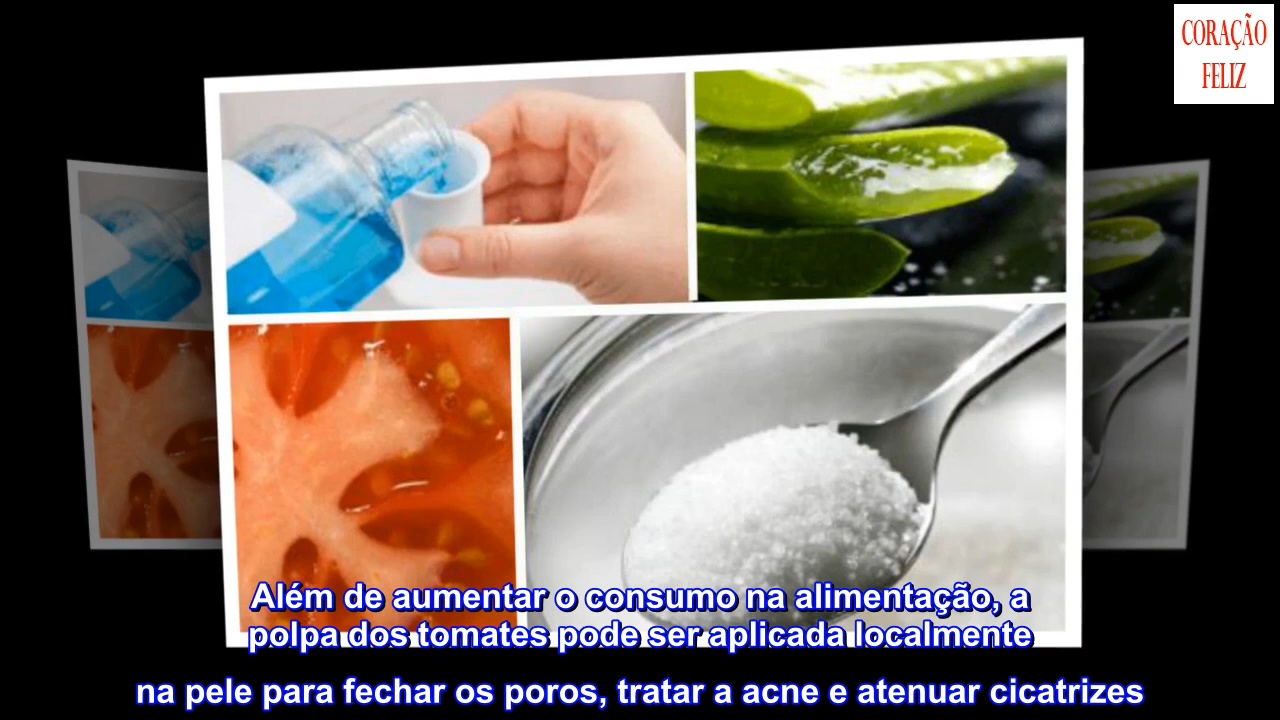 CORAÇÃO
FELIZ
Além de aumentar o consumo na alimentação, a
polpa dos tomates pode ser aplicada localmente
na pele para fechar os poros, tratar a acne e atenuar cicatrizes